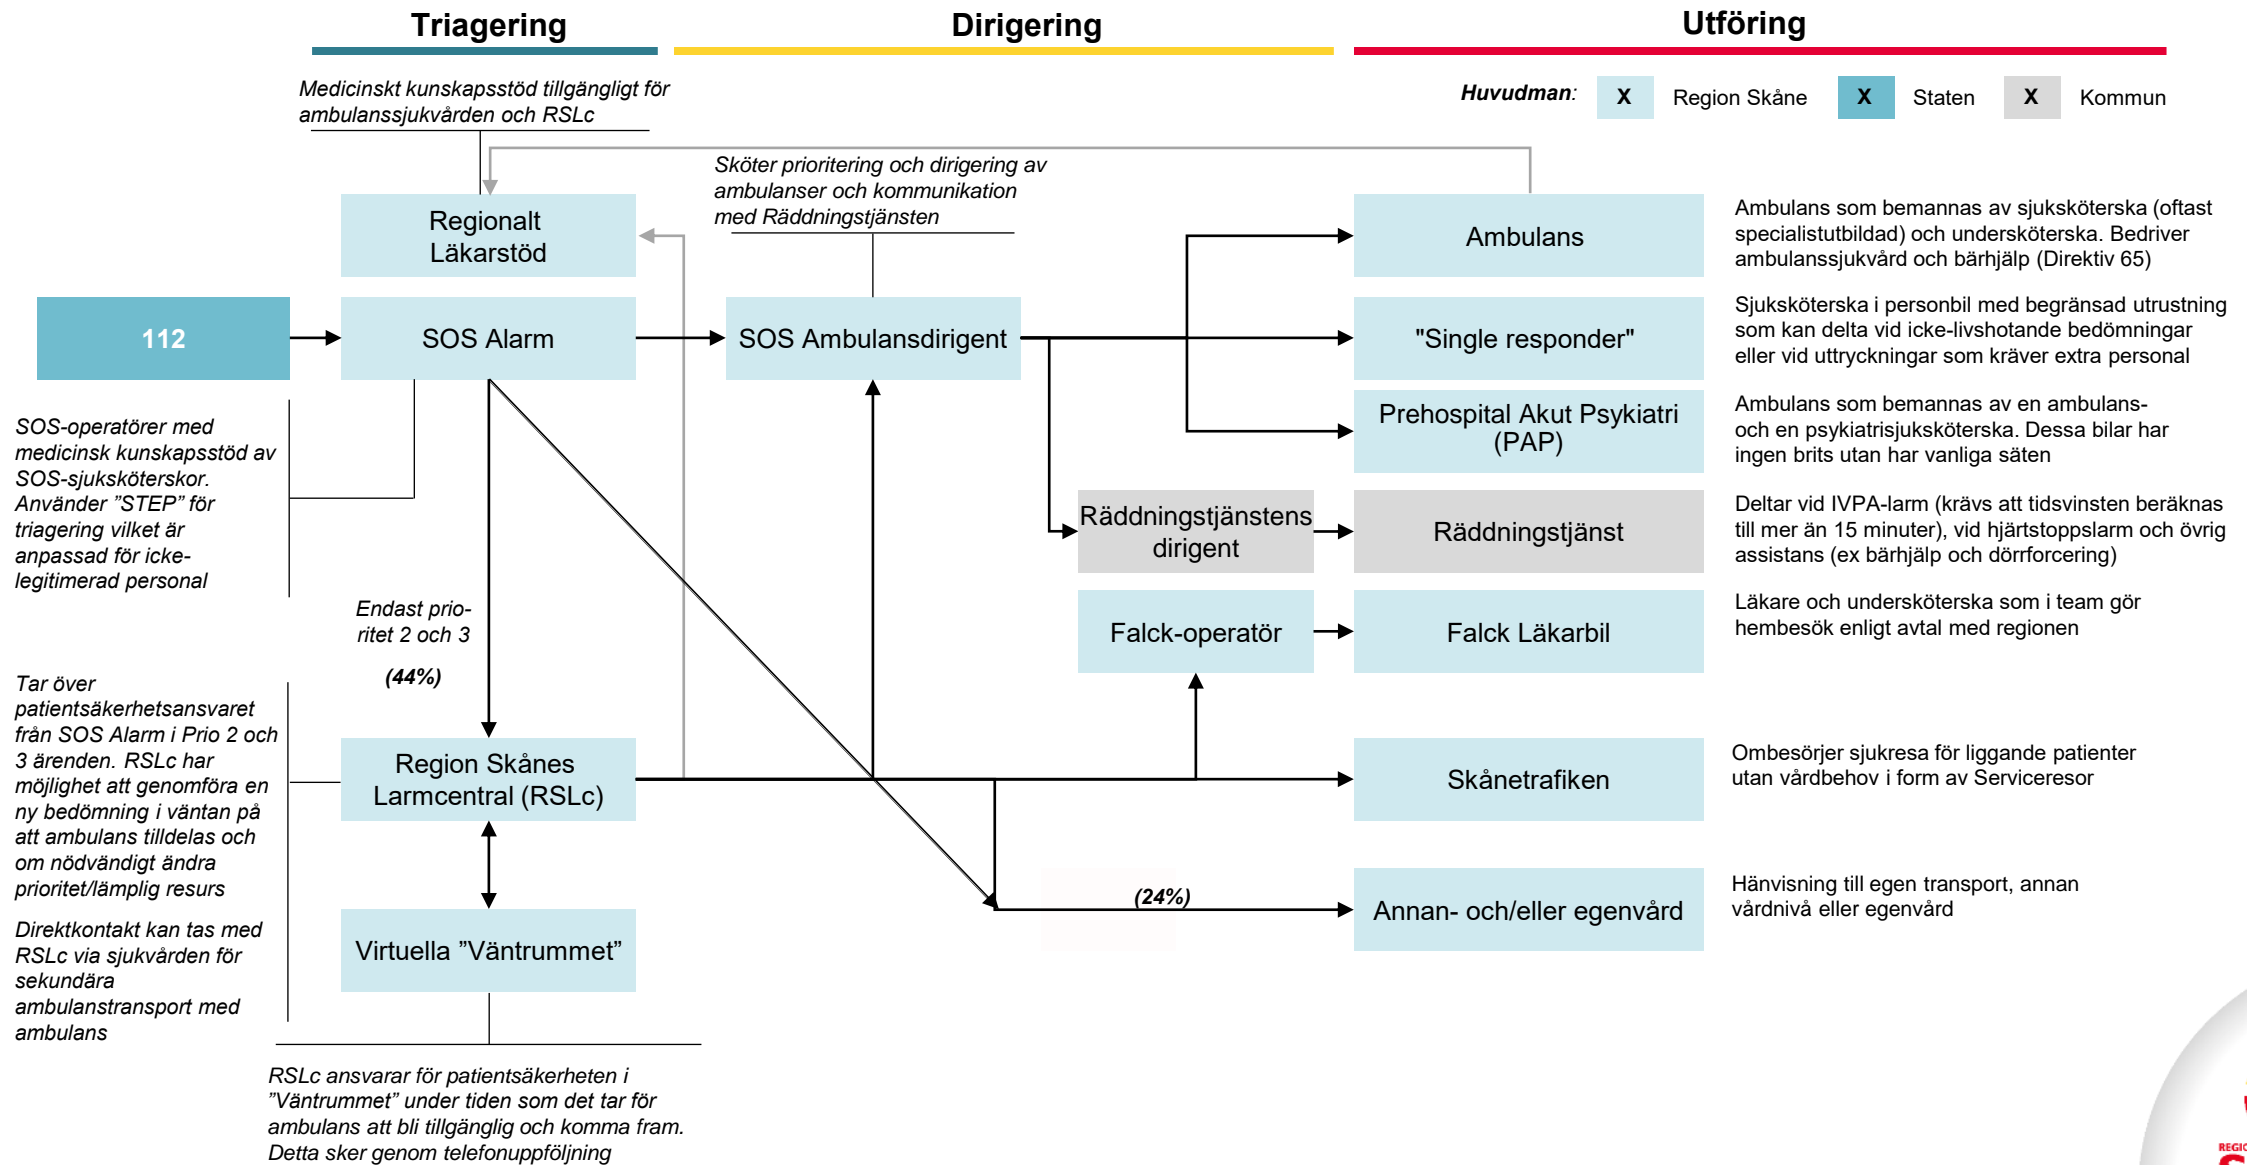 Triagering
Dirigering
Utföring
Huvudman:
X
Region Skåne
X
Staten
X
Kommun
Medicinskt kunskapsstöd tillgängligt för
ambulanssjukvården och RSLc
Sköter prioritering och dirigering av
ambulanser och kommunikation
med Räddningstjänsten
Regionalt
Läkarstöd
Ambulans
Ambulans som bemannas av sjuksköterska (oftast
specialistutbildad) och undersköterska. Bedriver
ambulanssjukvård och bärhjälp (Direktiv 65)
112
SOS Alarm
SOS Ambulansdirigent
"Single responder"
Sjuksköterska i personbil med begränsad utrustning
som kan delta vid icke-livshotande bedömningar
eller vid uttryckningar som kräver extra personal
SOS-operatörer med
medicinsk kunskapsstöd av
SOS-sjuksköterskor.
Använder ”STEP” för
triagering vilket är
anpassad för icke-
legitimerad personal
Prehospital Akut Psykiatri
(PAP)
Ambulans som bemannas av en ambulans-
och en psykiatrisjuksköterska. Dessa bilar har
ingen brits utan har vanliga säten
Räddningstjänstens
dirigent
Räddningstjänst
Deltar vid IVPA-larm (krävs att tidsvinsten beräknas
till mer än 15 minuter), vid hjärtstoppslarm och övrig
assistans (ex bärhjälp och dörrforcering)
Endast prio-
ritet 2 och 3
(44%)
Falck-operatör
Falck Läkarbil
Läkare och undersköterska som i team gör
hembesök enligt avtal med regionen
Tar över
patientsäkerhetsansvaret
från SOS Alarm i Prio 2 och
3 ärenden. RSLc har
möjlighet att genomföra en
ny bedömning i väntan på
att ambulans tilldelas och
om nödvändigt ändra
prioritet/lämplig resurs
Direktkontakt kan tas med
RSLc via sjukvården för
sekundära
ambulanstransport med
ambulans
Region Skånes
Larmcentral (RSLc)
Skånetrafiken
Ombesörjer sjukresa för liggande patienter
utan vårdbehov i form av Serviceresor
Virtuella ”Väntrummet”
(24%)
Annan- och/eller egenvård
Hänvisning till egen transport, annan
vårdnivå eller egenvård
RSLc ansvarar för patientsäkerheten i
”Väntrummet” under tiden som det tar för
ambulans att bli tillgänglig och komma fram.
Detta sker genom telefonuppföljning